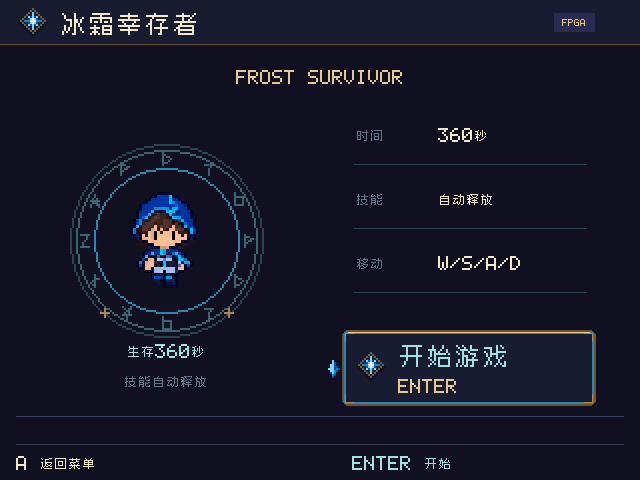 冰霜幸存者
FPGA
FROST SURVIVOR
时间 360秒
技能 自动释放
移动 W/S/A/D
生存360秒
技能自动释放
开始游戏
ENTER
A 返回菜单
ENTER 开始